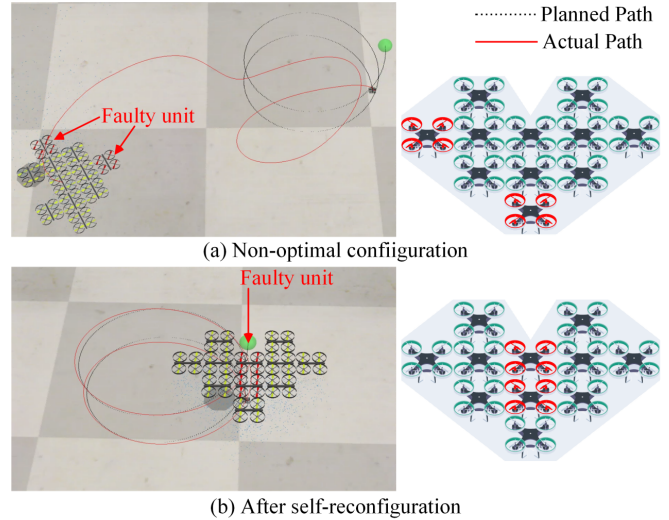 Planned Path
Actual Path
Faulty unit
(a) Non-optimal confiiguration
Faulty unit
(b) After self-reconfiguration